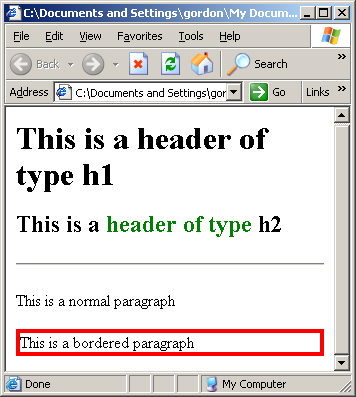 C:\Documents and Settings\gordon\My Docum
File Edit View Favorites Tools Help
Back Search
Address C:\Documents and Settings\gor Go Links
This is a header of
type h1
This is a header of type h2
This is a normal paragraph
This is a bordered paragraph
Done My Computer